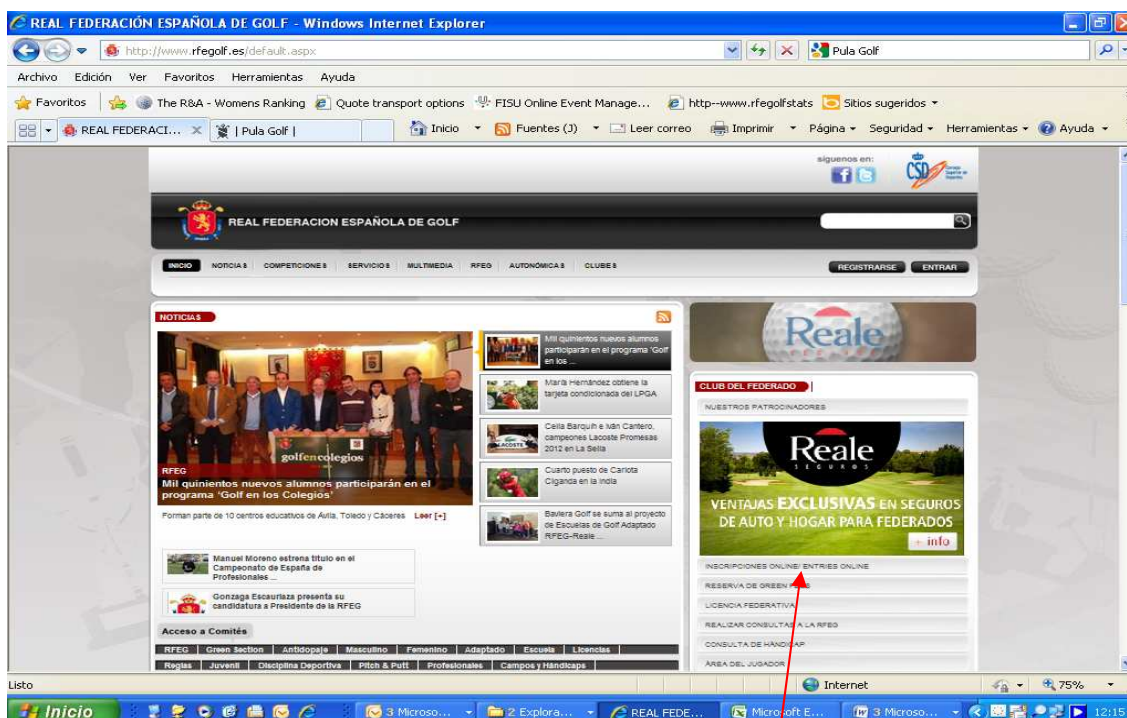 REAL FEDERACIÓN ESPAÑOLA DE GOLF - Windows Internet Explorer
http://www.rfegolf.es/default.aspx
Pula Golf
Archivo Edición Ver Favoritos Herramientas Ayuda
Favoritos The R&A - Womens Ranking Quote transport options FISU Online Event Manage... http--www.rfegolfstats Sitios sugeridos
REAL FEDERACI... | Pula Golf | Inicio Fuentes (J) Leer correo Imprimir Página Seguridad Herramientas Ayuda
síguenos en:
CSD
REAL FEDERACION ESPAÑOLA DE GOLF
INICIO NOTICIAS COMPETICIONES SERVICIOS MULTIMEDIA RFEG AUTONÓMICAS CLUBES REGISTRARSE ENTRAR
NOTICIAS
golfencolegios
RFEG
Mil quinientos nuevos alumnos participarán en el
programa 'Golf en los Colegios'
Forman parte de 10 centros educativos de Ávila, Toledo y Cáceres Leer [+]
Mil quinientos nuevos alumnos
participarán en el programa 'Golf
en los ...
María Hernández obtiene la
tarjeta condicionada del LPGA
LACOSTE
Celia Barquín e Iván Cantero,
campeones Lacoste Promesas
2012 en La Sella
Cuarto puesto de Carlota
Ciganda en la India
Baviera Golf se suma al proyecto
de Escuelas de Golf Adaptado
RFEG-Reale ...
Manuel Moreno estrena título en el
Campeonato de España de
Profesionales ...
Gonzaga Escauriaza presenta su
candidatura a Presidente de la RFEG
Acceso a Comités
RFEG Green Section Antidopaje Masculino Femenino Adaptado Escuela Licencias
Reglas Juvenil Disciplina Deportiva Pitch & Putt Profesionales Campos y Hándicaps
Reale
CLUB DEL FEDERADO
NUESTROS PATROCINADORES
Reale
SEGUROS
VENTAJAS EXCLUSIVAS EN SEGUROS
DE AUTO Y HOGAR PARA FEDERADOS
+ info
INSCRIPCIONES ONLINE/ ENTRIES ONLINE
RESERVA DE GREEN FEES
LICENCIA FEDERATIVA
REALIZAR CONSULTAS A LA RFEG
CONSULTA DE HÁNDICAP
ÁREA DEL JUGADOR
Listo Internet 75%
Inicio 3 Microso... 2 Explora... REAL FEDE... Microsoft E... 3 Microso... 12:15